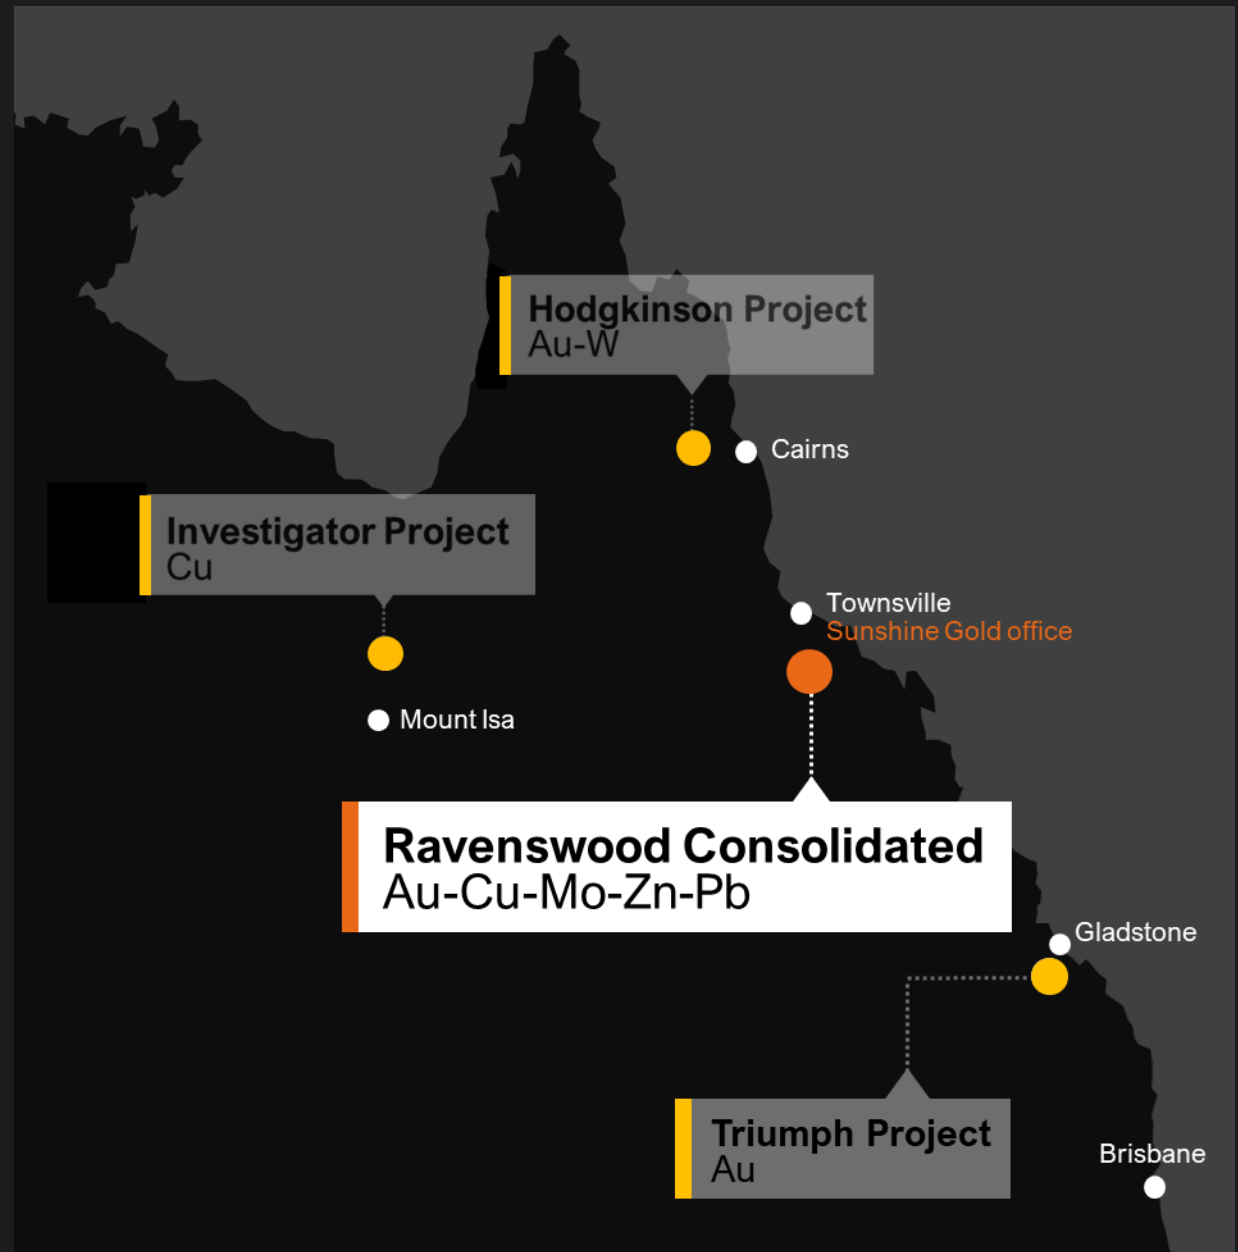 Hodgkinson Project
Au-W
Cairns
Investigator Project
Cu
Townsville
Sunshine Gold office
Mount Isa
Ravenswood Consolidated
Au-Cu-Mo-Zn-Pb
Gladstone
Triumph Project
Au
Brisbane